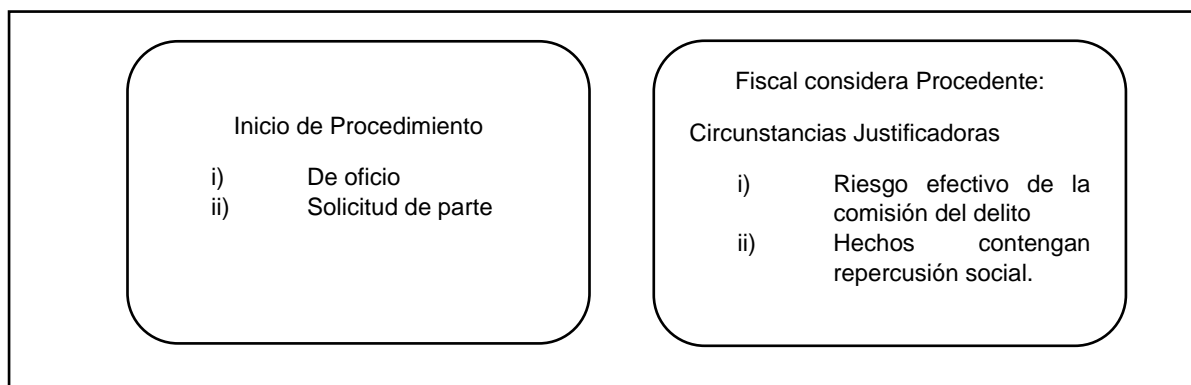 Inicio de Procedimiento
i) De oficio
ii) Solicitud de parte
Fiscal considera Procedente:
Circunstancias Justificadoras
i) Riesgo efectivo de la
comisión del delito
ii) Hechos contengan
repercusión social.